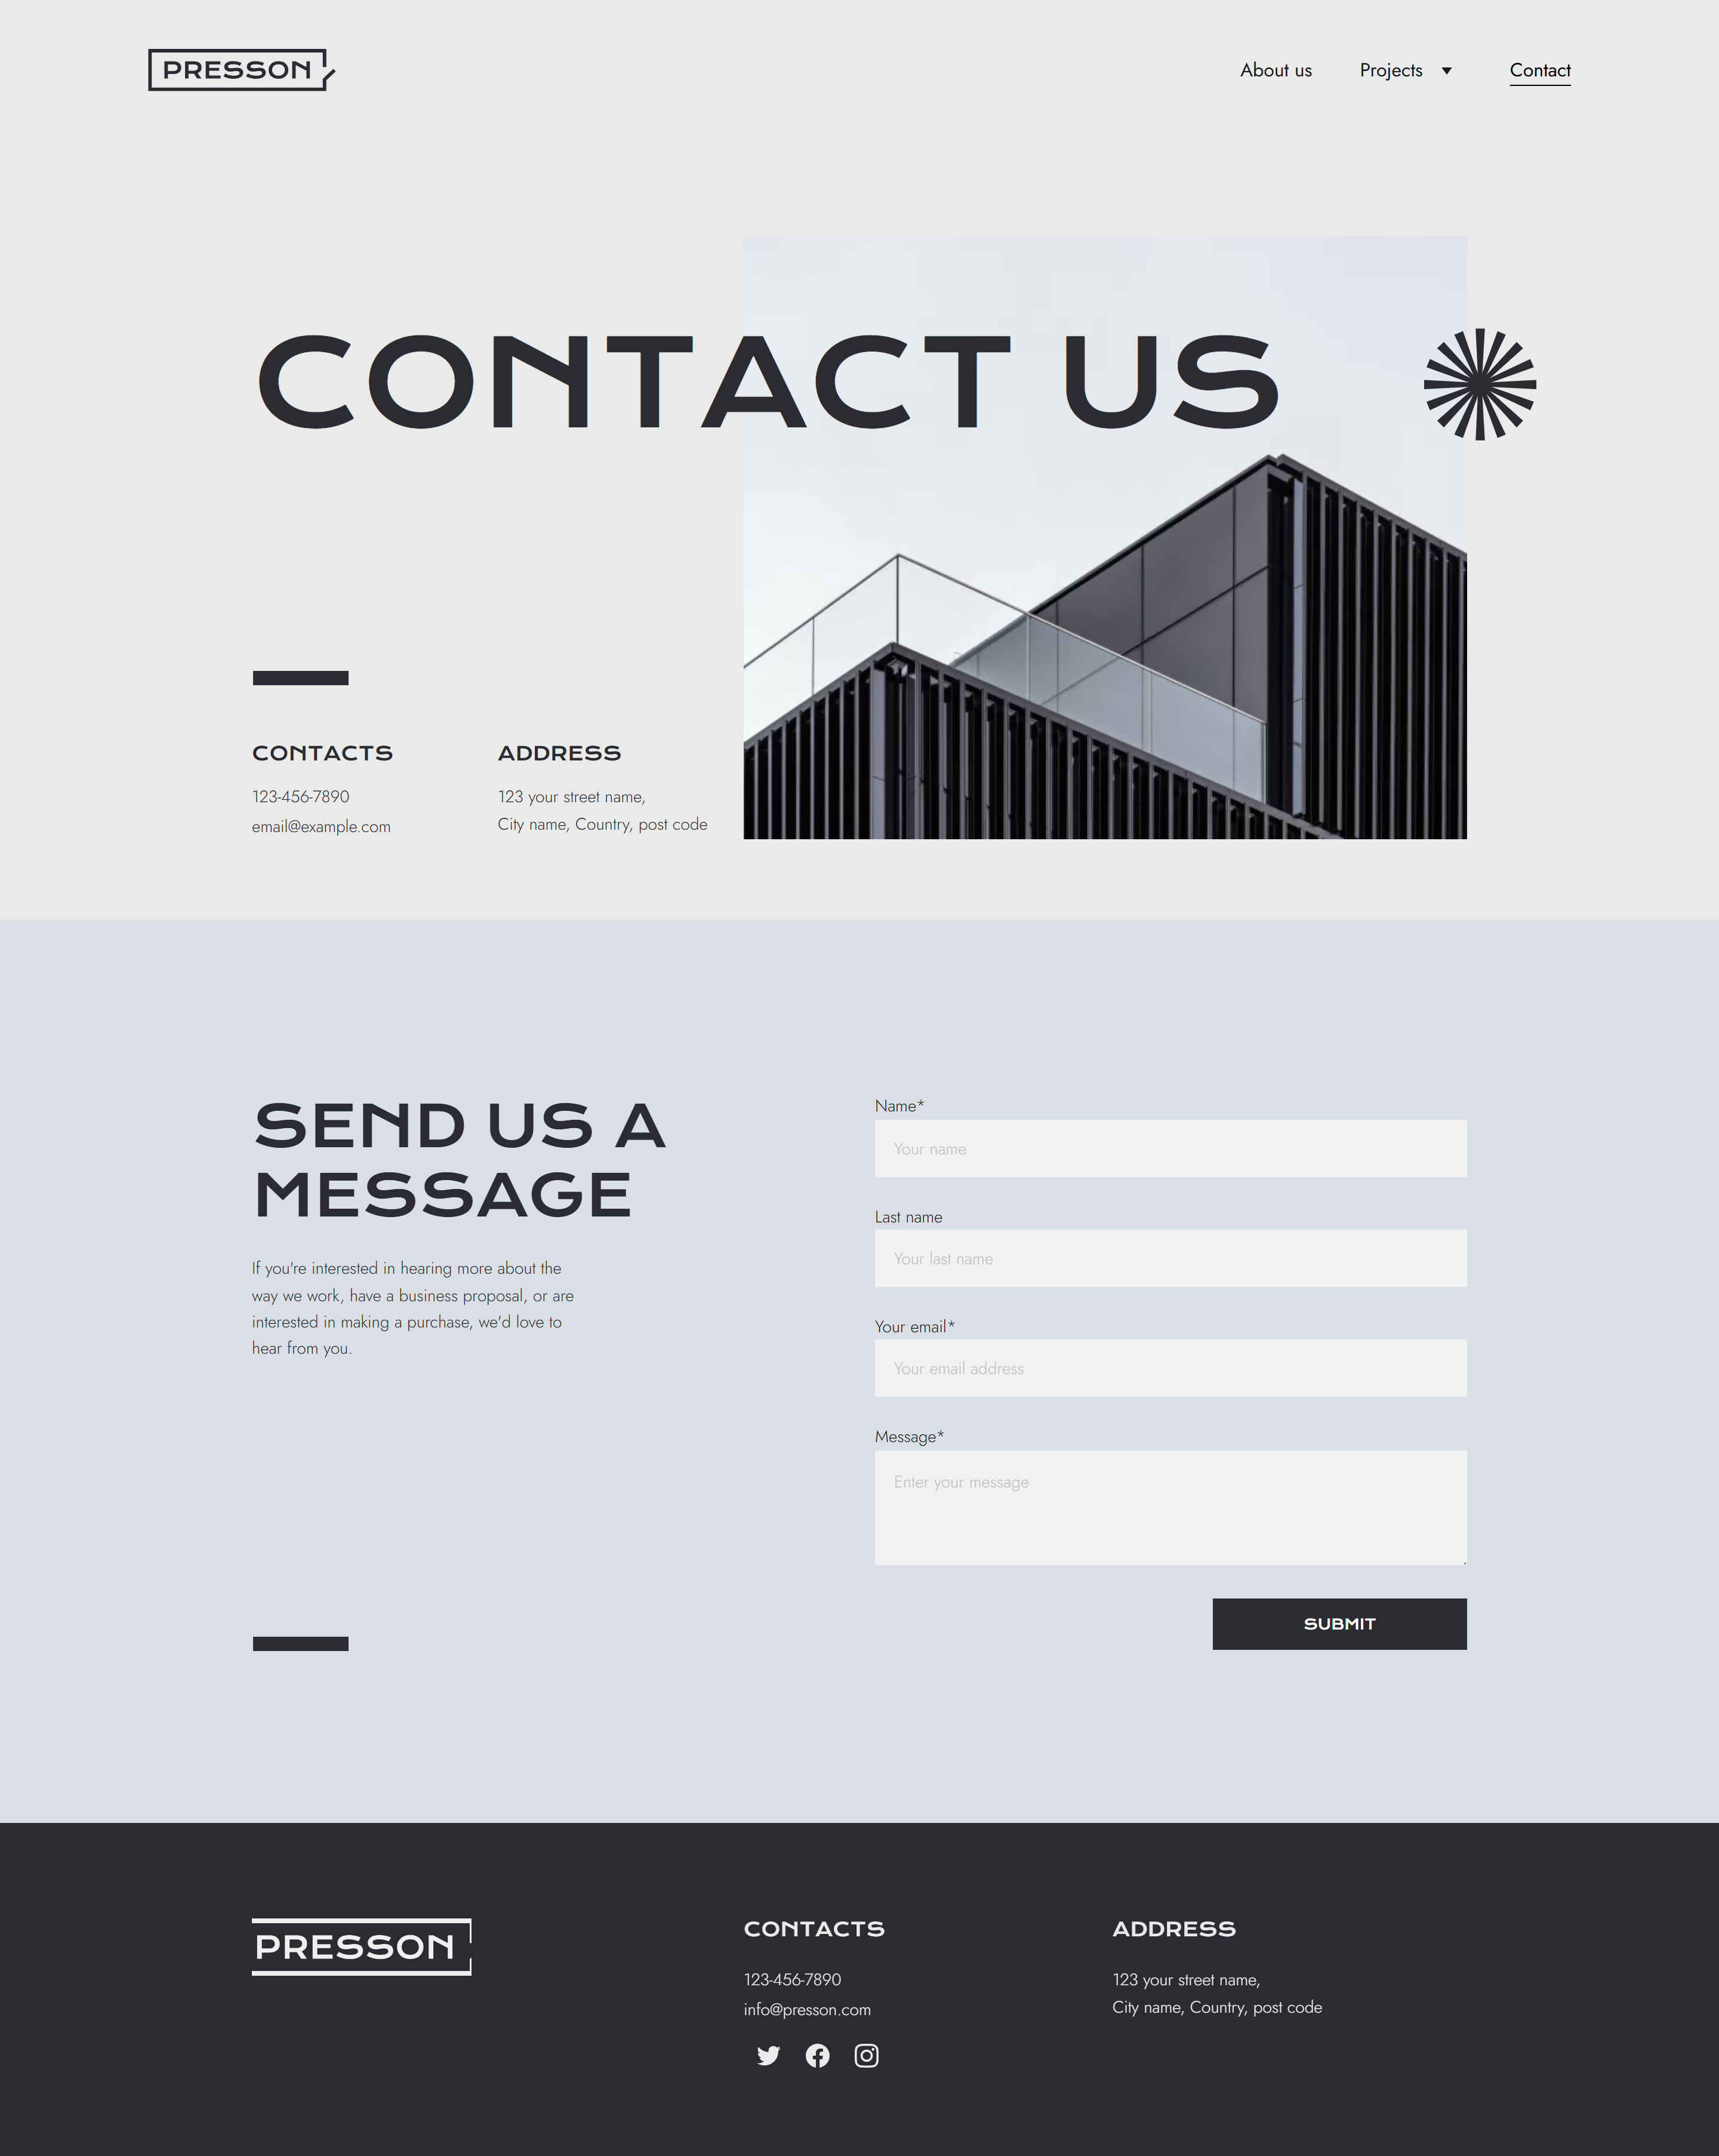 PRESSON
About us Projects Contact
CONTACT US
CONTACTS
123-456-7890
email@example.com
ADDRESS
123 your street name,
City name, Country, post code
SEND US A
MESSAGE
If you're interested in hearing more about the
way we work, have a business proposal, or are
interested in making a purchase, we'd love to
hear from you.
Name*
Your name
Last name
Your last name
Your email*
Your email address
Message*
Enter your message
SUBMIT
PRESSON
CONTACTS
123-456-7890
info@presson.com
ADDRESS
123 your street name,
City name, Country, post code